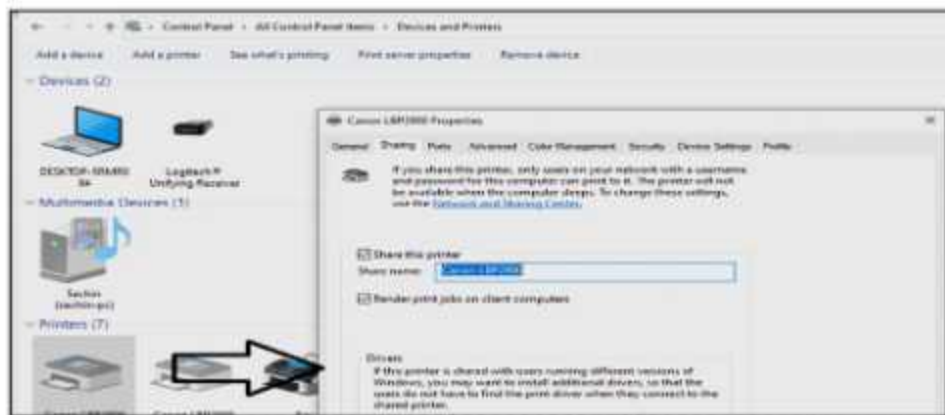 Control Panel › All Control Panel Items › Devices and Printers
Add a device Add a printer See what's printing Print server properties Remove device
Devices (2)
Logitech®
Unifying Receiver
Multimedia Devices (1)
Sachin
(sachin-pc)
Printers (7)
Canon LBP2900 Properties
General Sharing Ports Advanced Color Management Security Device Settings Profile
If you share this printer, only users on your network with a username
and password for this computer can print to it. The printer will not
be available when the computer sleeps. To change these settings,
use the Network and Sharing Center.
Share this printer
Share name: Canon LBP2900
Render print jobs on client computers
Drivers
If this printer is shared with users running different versions of
Windows, you may want to install additional drivers, so that the
users do not have to find the print driver when they connect to the
shared printer.